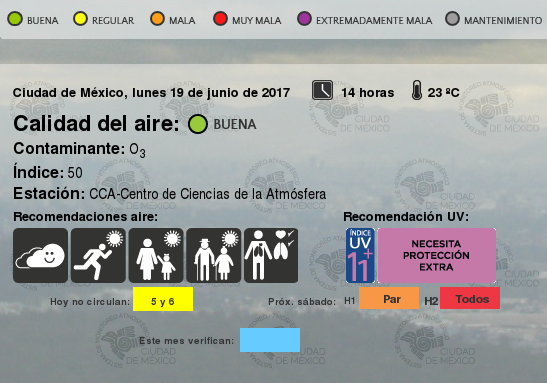 BUENA REGULAR MALA MUY MALA EXTREMADAMENTE MALA MANTENIMIENTO
Ciudad de México, lunes 19 de junio de 2017 14 horas 23 ºC
Calidad del aire: BUENA
Contaminante: O3
Índice: 50
Estación: CCA-Centro de Ciencias de la Atmósfera
Recomendaciones aire: Recomendación UV:
ÍNDICE UV 11+ NECESITA PROTECCIÓN EXTRA
Hoy no circulan: 5 y 6 Próx. sábado: H1 Par H2 Todos
Este mes verifican:
CIUDAD DE MÉXICO